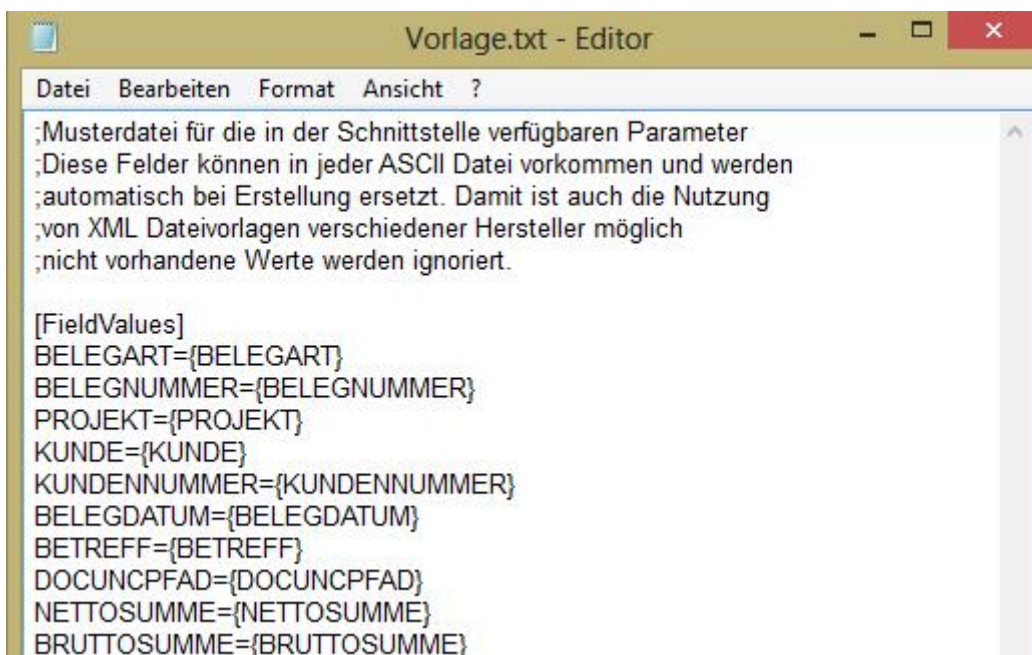 Vorlage.txt - Editor
Datei Bearbeiten Format Ansicht ?
;Musterdatei für die in der Schnittstelle verfügbaren Parameter
;Diese Felder können in jeder ASCII Datei vorkommen und werden
;automatisch bei Erstellung ersetzt. Damit ist auch die Nutzung
;von XML Dateivorlagen verschiedener Hersteller möglich
;nicht vorhandene Werte werden ignoriert.

[FieldValues]
BELEGART={BELEGART}
BELEGNUMMER={BELEGNUMMER}
PROJEKT={PROJEKT}
KUNDE={KUNDE}
KUNDENNUMMER={KUNDENNUMMER}
BELEGDATUM={BELEGDATUM}
BETREFF={BETREFF}
DOCUNCPFAD={DOCUNCPFAD}
NETTOSUMME={NETTOSUMME}
BRUTTOSUMME={BRUTTOSUMME}